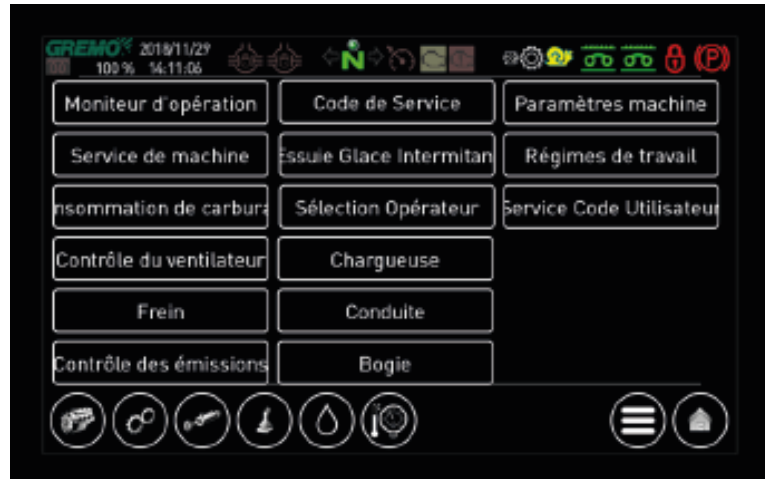 GREMO 2018/11/29
100 % 14:11:06
N
(P)
Moniteur d'opération
Code de Service
Paramètres machine
Service de machine
Essuie Glace Intermitan
Régimes de travail
nsommation de carbura
Sélection Opérateur
Service Code Utilisateur
Contrôle du ventilateur
Chargueuse
Frein
Conduite
Contrôle des émissions
Bogie